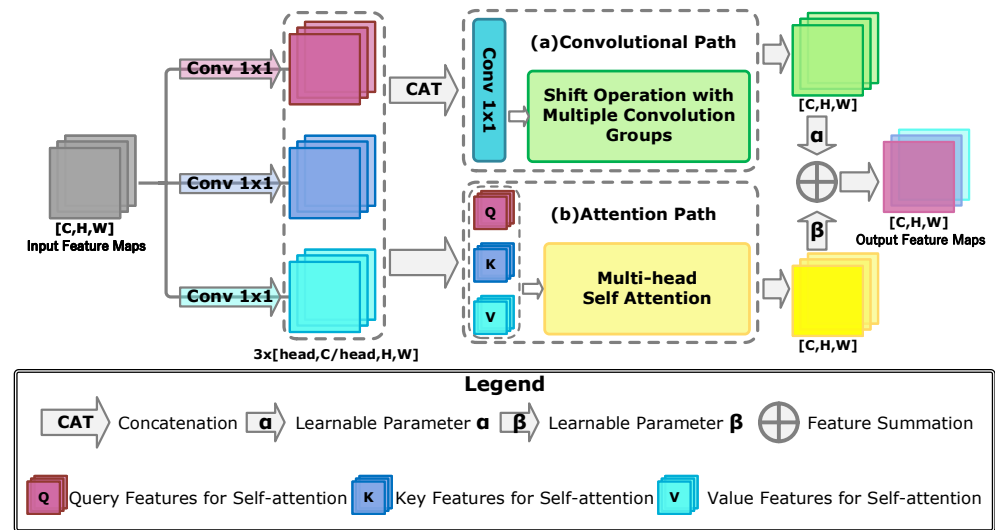 Conv 1x1
Conv 1x1
Conv 1x1
[C,H,W]
Input Feature Maps
3x[head,C/head,H,W]
CAT
(a)Convolutional Path
Conv 1x1
Shift Operation with
Multiple Convolution
Groups
(b)Attention Path
Q
K
V
Multi-head
Self Attention
[C,H,W]
α
β
[C,H,W]
Output Feature Maps
[C,H,W]
Legend
CAT Concatenation α Learnable Parameter α β Learnable Parameter β Feature Summation
Q Query Features for Self-attention K Key Features for Self-attention V Value Features for Self-attention